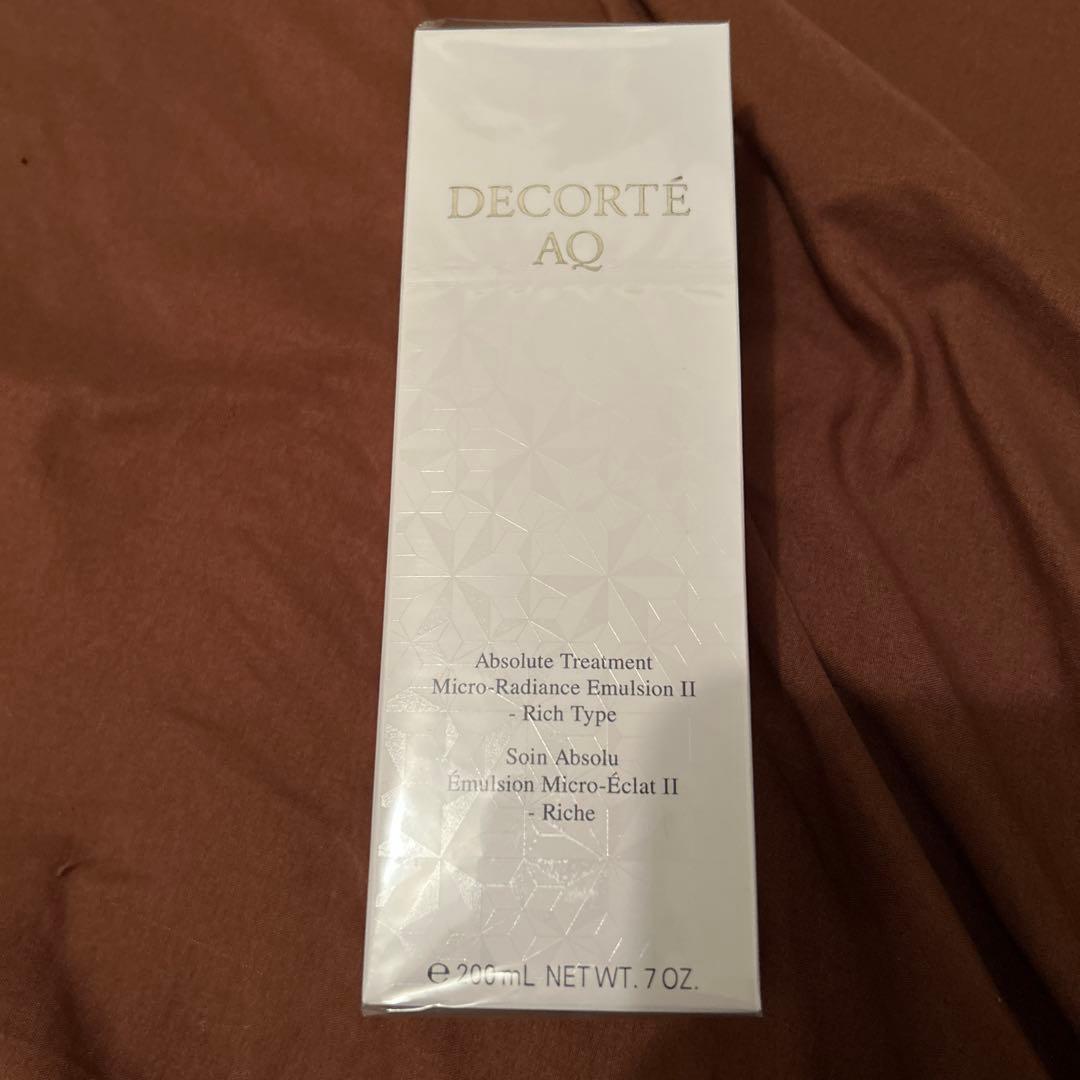 DECORTÉ
AQ
Absolute Treatment
Micro-Radiance Emulsion II
- Rich Type
Soin Absolu
Émulsion Micro-Éclat II
- Riche
℮ 200 mL NET WT. 7 OZ.